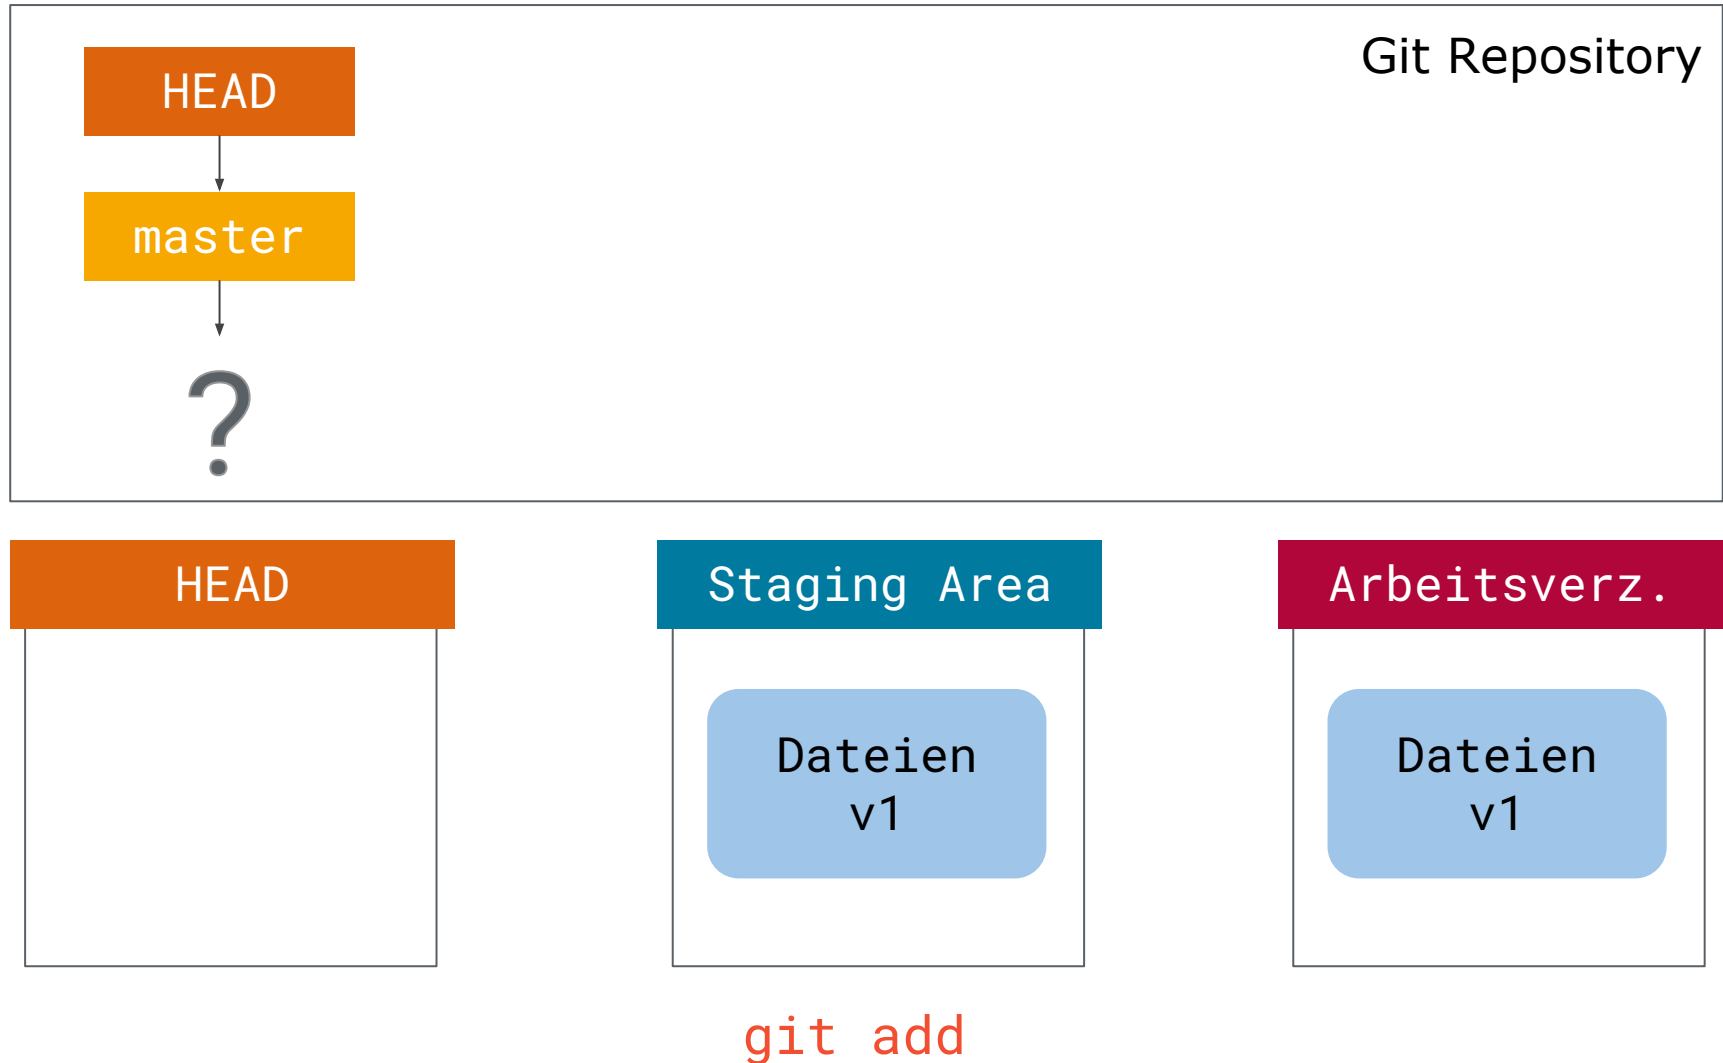 Git Repository
HEAD
master
?
HEAD
Staging Area
Arbeitsverz.
Dateien
v1
Dateien
v1
git add